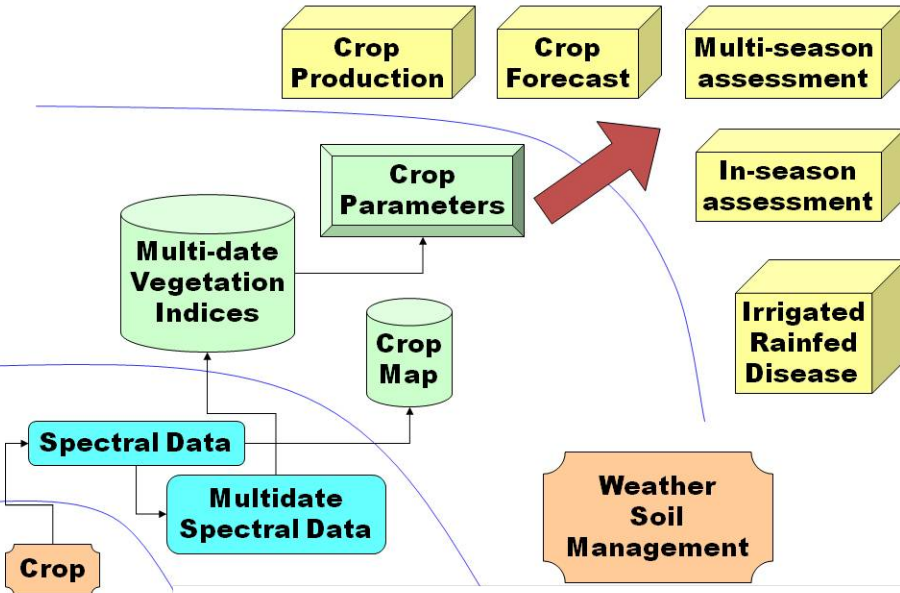 Crop
Production
Crop
Forecast
Multi-season
assessment
Crop
Parameters
In-season
assessment
Multi-date
Vegetation
Indices
Crop
Map
Irrigated
Rainfed
Disease
Spectral Data
Multidate
Spectral Data
Weather
Soil
Management
Crop